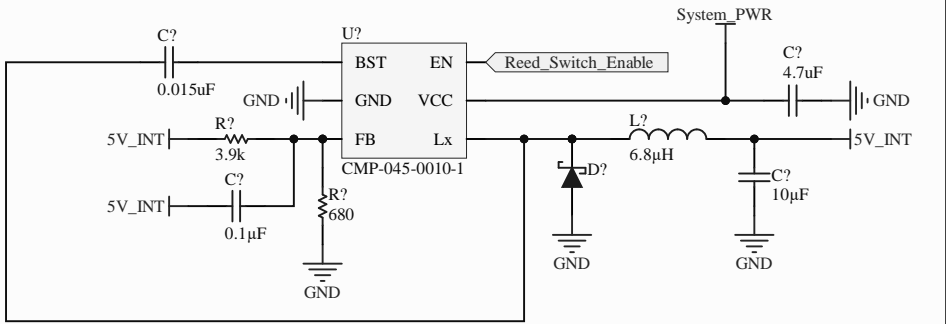 System_PWR
C?
U?
C?
BST
EN
Reed_Switch_Enable
4.7uF
0.015uF
GND
GND
VCC
GND
R?
5V_INT
FB
Lx
L?
5V_INT
3.9k
6.8µH
CMP-045-0010-1
C?
D?
C?
R?
10µF
5V_INT
680
0.1µF
GND
GND
GND